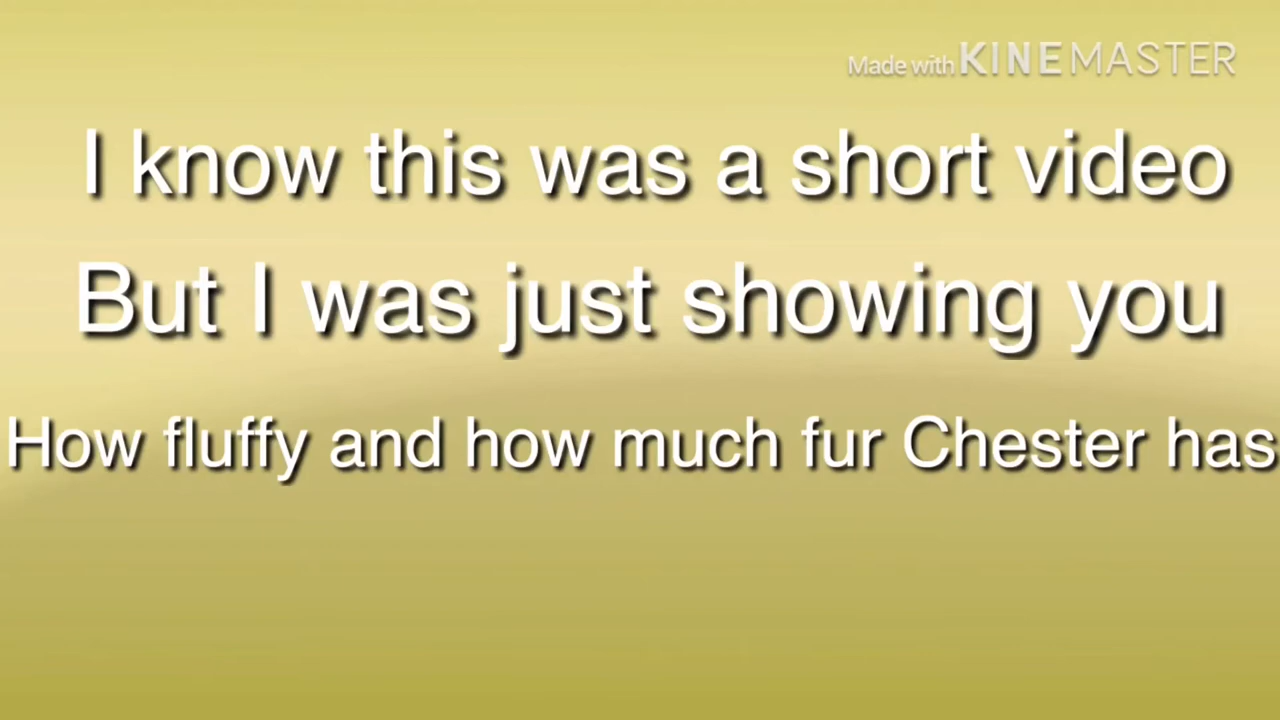 Made with KINEMASTER
I know this was a short video
But I was just showing you
How fluffy and how much fur Chester has